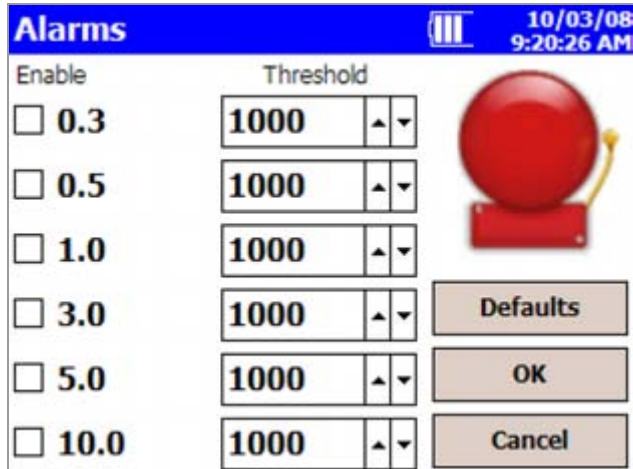 Alarms
10/03/08
9:20:26 AM
Enable Threshold
0.3 1000
0.5 1000
1.0 1000
3.0 1000
5.0 1000
10.0 1000
Defaults
OK
Cancel